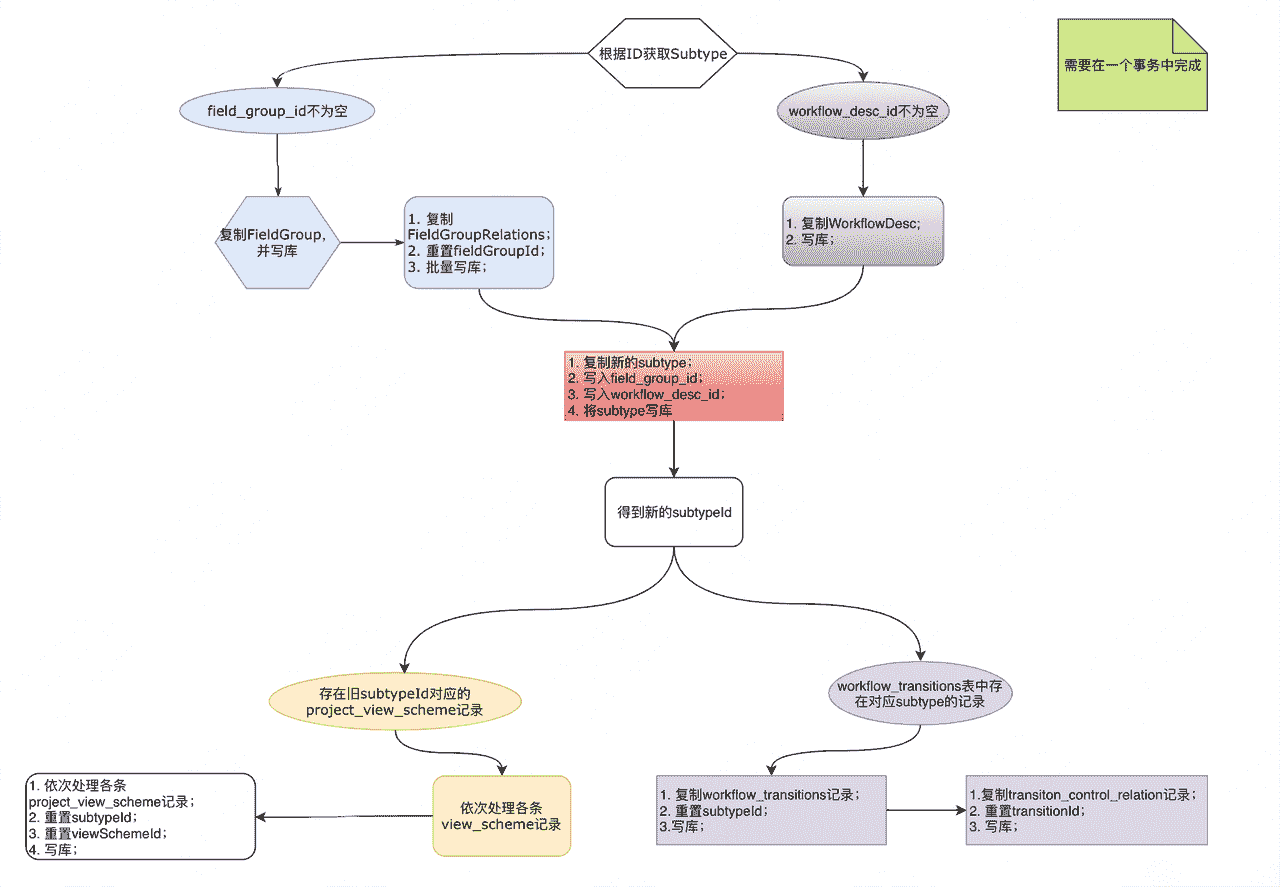 根据ID获取Subtype
需要在一个事务中完成
field_group_id不为空
workflow_desc_id不为空
复制FieldGroup，
并写库
1. 复制
FieldGroupRelations；
2. 重置fieldGroupId；
3. 批量写库；
1. 复制WorkflowDesc；
2. 写库；
1. 复制新的subtype；
2. 写入field_group_id；
3. 写入workflow_desc_id；
4. 将subtype写库
得到新的subtypeId
存在旧subtypeId对应的
project_view_scheme记录
workflow_transitions表中存
在对应subtype的记录
1. 依次处理各条
project_view_scheme记录；
2. 重置subtypeId；
3. 重置viewSchemeId；
4. 写库；
依次处理各条
view_scheme记录
1. 复制workflow_transitions记录；
2. 重置subtypeId；
3.写库；
1.复制transiton_control_relation记录；
2. 重置transitionId；
3. 写库；